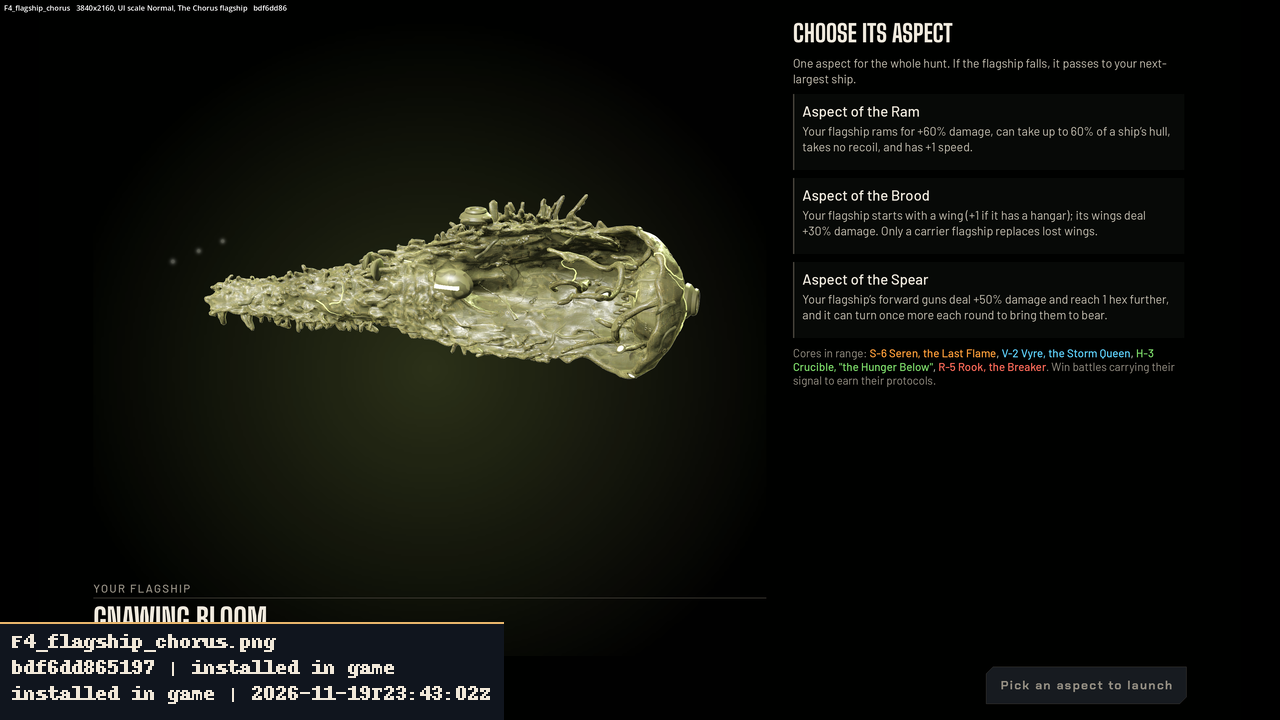 F4_flagship_chorus 3840x2160, UI scale Normal, The Chorus flagship bdf6dd86
CHOOSE ITS ASPECT
One aspect for the whole hunt. If the flagship falls, it passes to your next-
largest ship.
Aspect of the Ram
Your flagship rams for +60% damage, can take up to 60% of a ship's hull,
takes no recoil, and has +1 speed.
Aspect of the Brood
Your flagship starts with a wing (+1 if it has a hangar); its wings deal
+30% damage. Only a carrier flagship replaces lost wings.
Aspect of the Spear
Your flagship's forward guns deal +50% damage and reach 1 hex further,
and it can turn once more each round to bring them to bear.
Cores in range: S-6 Seren, the Last Flame, V-2 Vyre, the Storm Queen, H-3
Crucible, "the Hunger Below", R-5 Rook, the Breaker. Win battles carrying their
signal to earn their protocols.
YOUR FLAGSHIP
GNAWING BLOOM
F4_flagship_chorus.png
bdf6dd865197 | installed in game
installed in game | 2026-11-19T23:43:02Z
Pick an aspect to launch